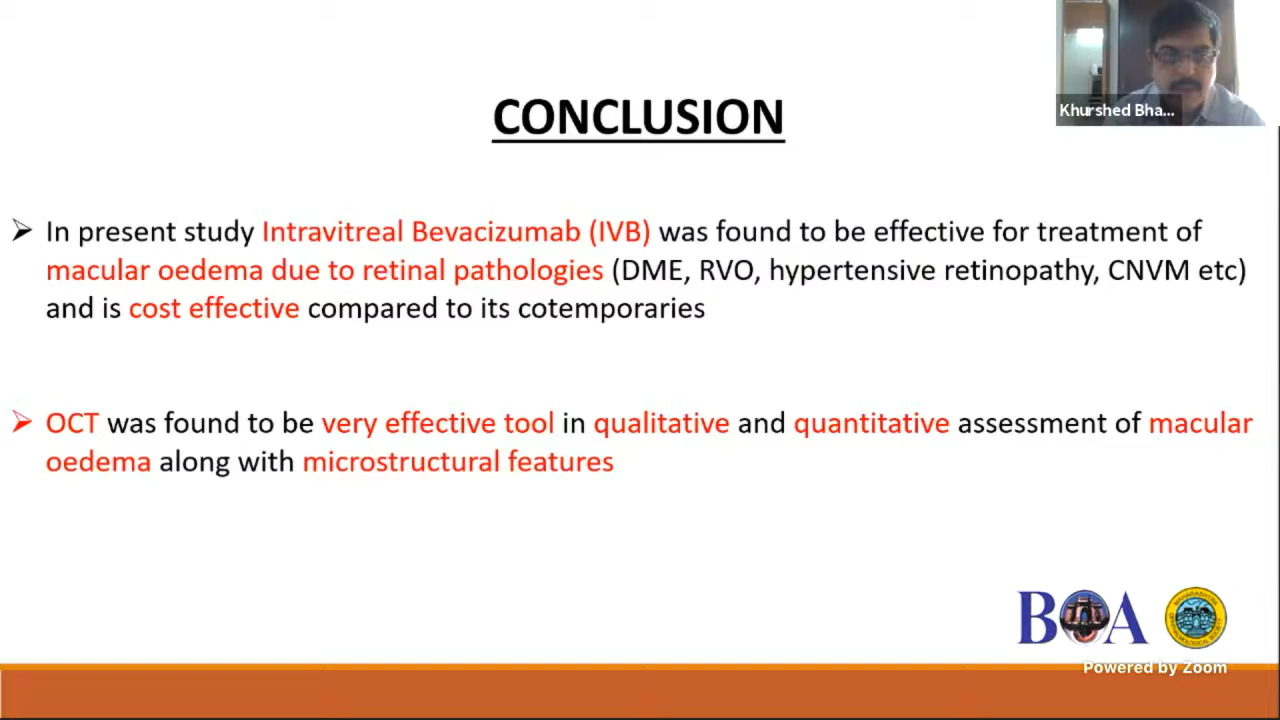 Khurshed Bha...
CONCLUSION
➢ In present study Intravitreal Bevacizumab (IVB) was found to be effective for treatment of
macular oedema due to retinal pathologies (DME, RVO, hypertensive retinopathy, CNVM etc)
and is cost effective compared to its cotemporaries
➢ OCT was found to be very effective tool in qualitative and quantitative assessment of macular
oedema along with microstructural features
BOA
MAHARASHTRA
OPHTHALMOLOGICAL SOCIETY
Powered by Zoom